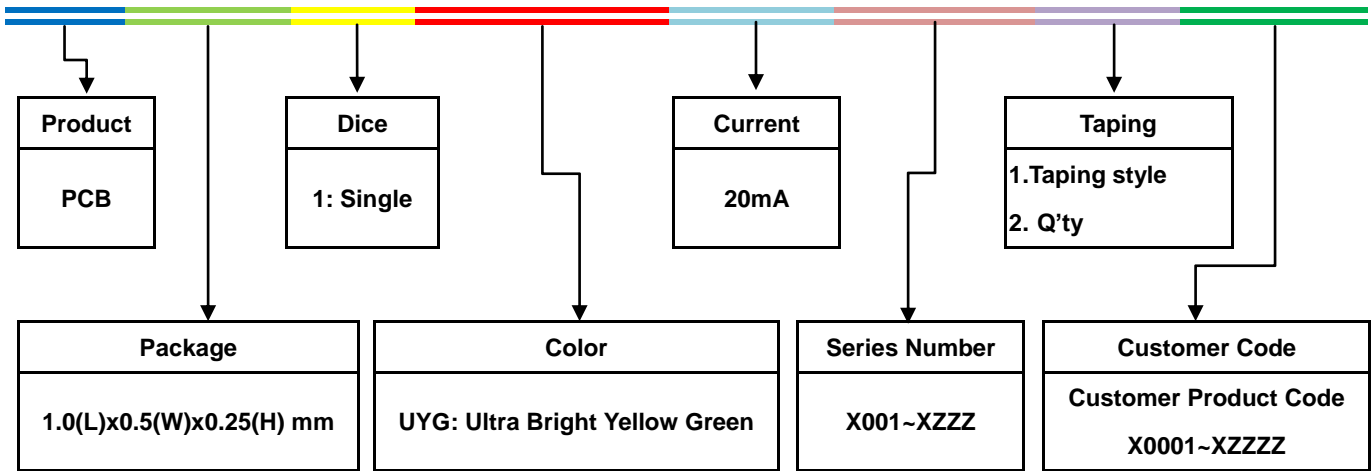 Product
PCB
Dice
1: Single
Current
20mA
Taping
1.Taping style
2. Q’ty
Package
1.0(L)x0.5(W)x0.25(H) mm
Color
UYG: Ultra Bright Yellow Green
Series Number
X001~XZZZ
Customer Code
Customer Product Code
X0001~XZZZZ